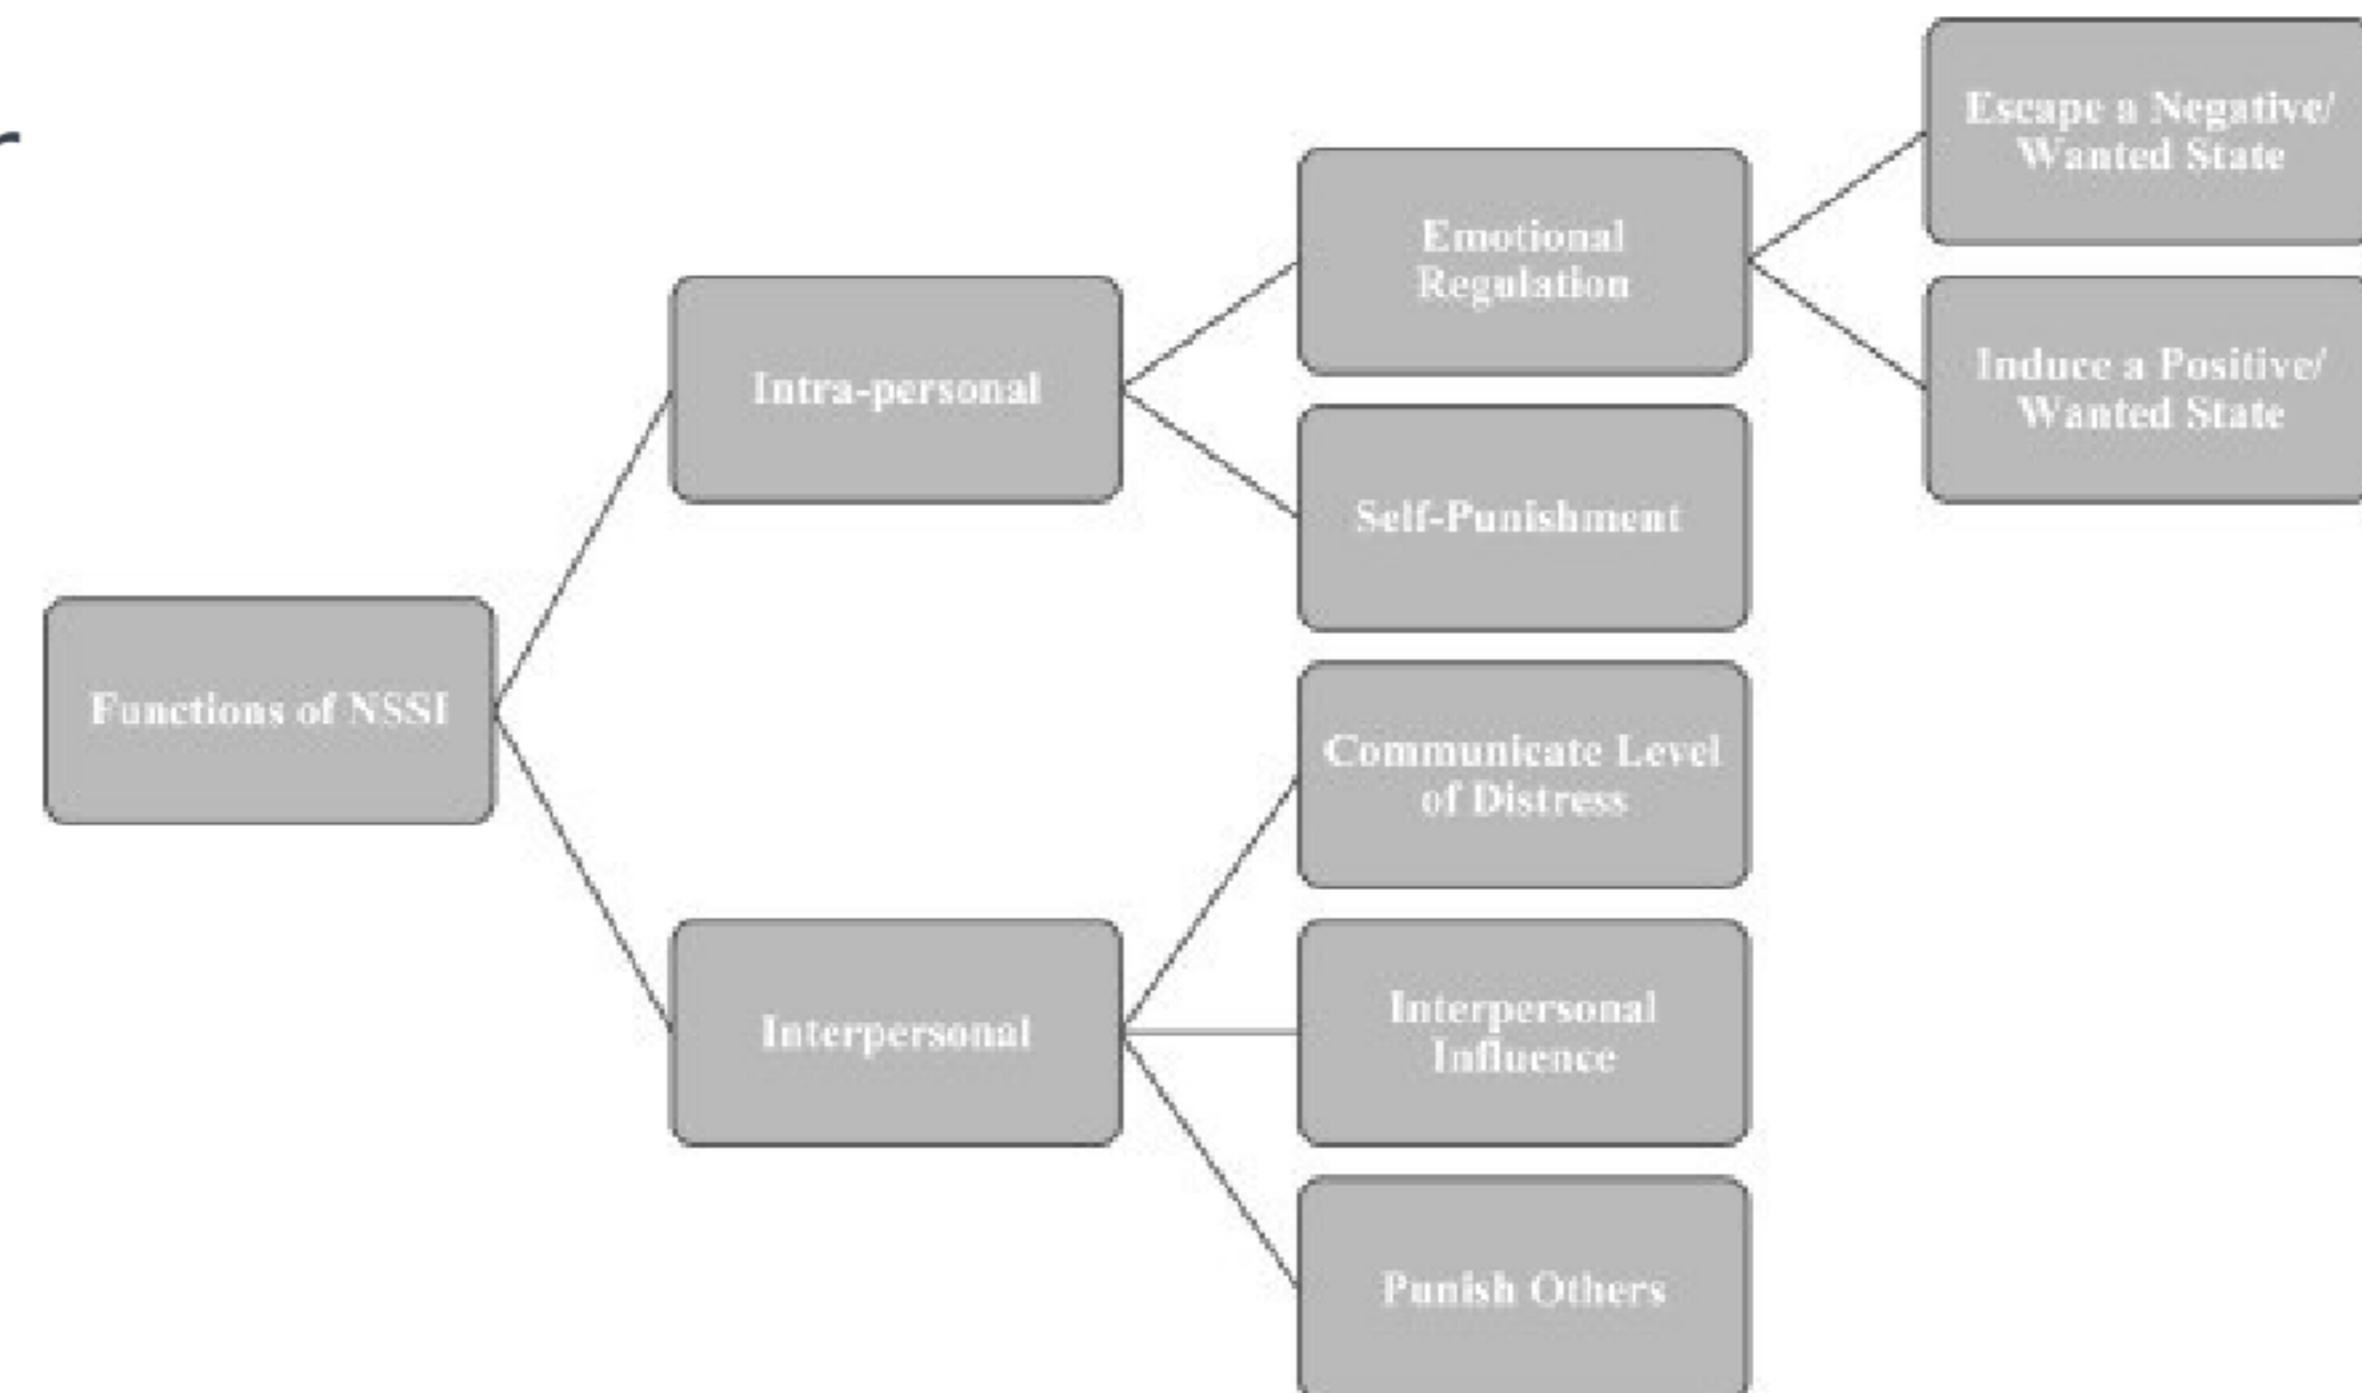 r
Functions of NSSI
Intra-personal
Interpersonal
Emotional
Regulation
Self-Punishment
Communicate Level
of Distress
Interpersonal
Influence
Punish Others
Escape a Negative/
Wanted State
Induce a Positive/
Wanted State